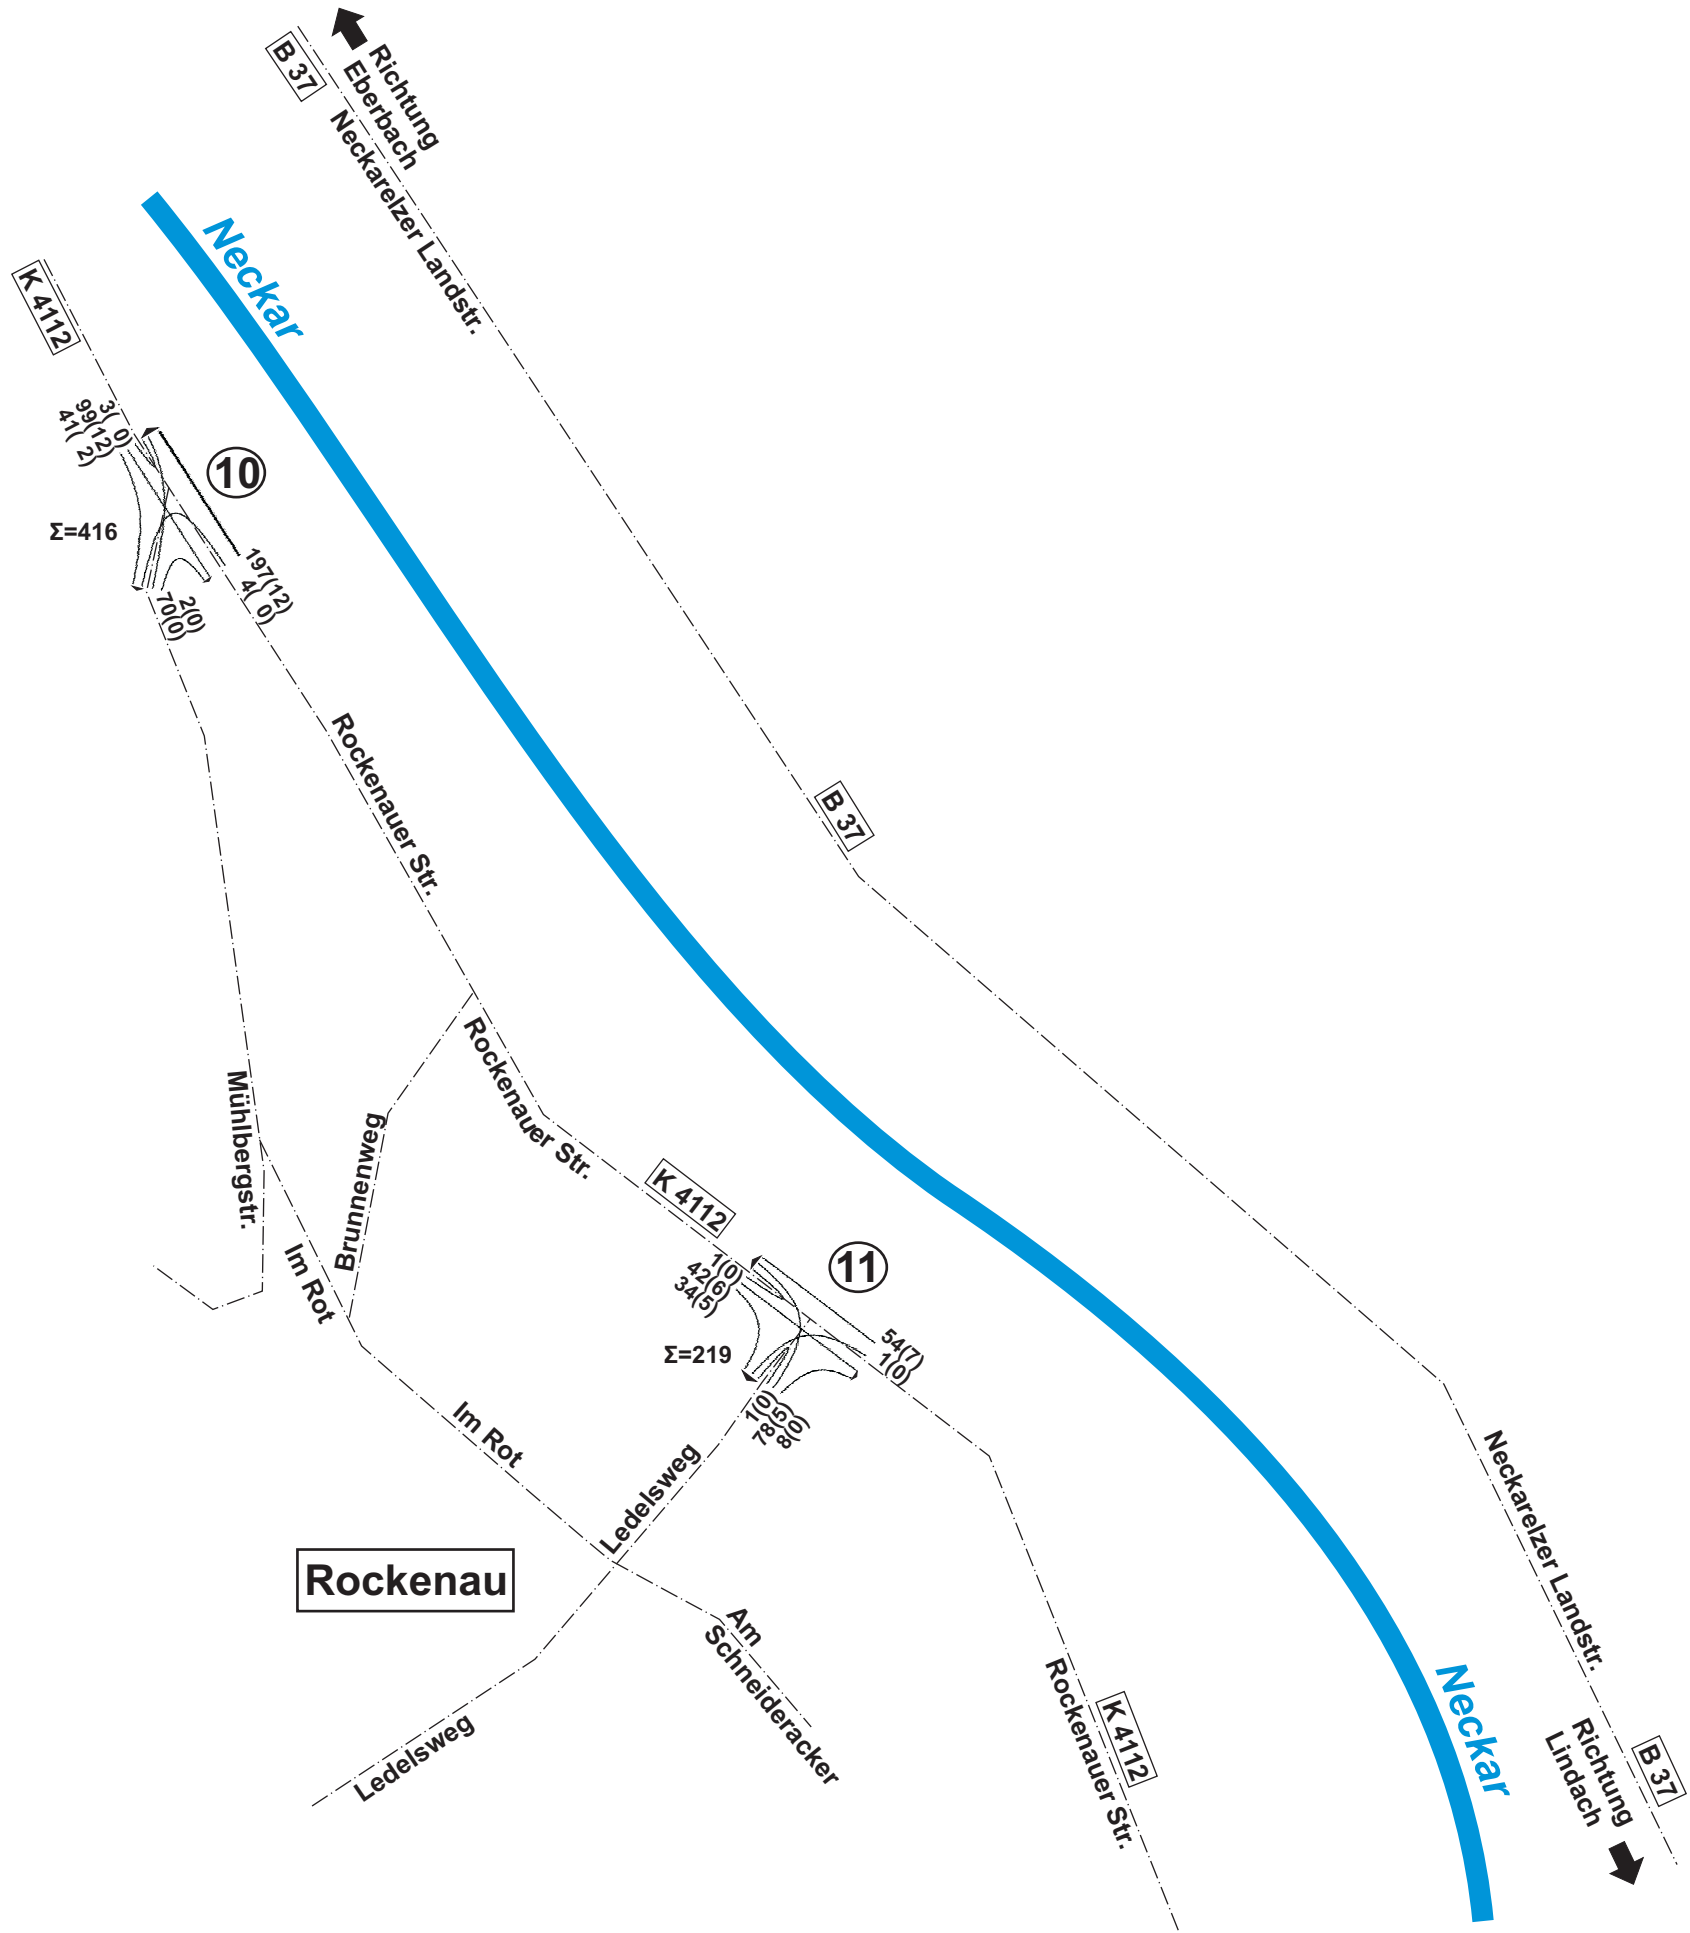 B 37
Richtung
Eberbach
Neckarelzer Landstr.
Neckar
K 4112
3( 0)
99(12)
41( 2)
10
Σ=416
197(12)
4( 0)
2(0)
70(0)
Rockenauer Str.
B 37
Rockenauer Str.
Mühlbergstr.
Brunnenweg
K 4112
Im Rot
11
1(0)
42(6)
34(5)
Σ=219
54(7)
1(0)
1(0)
78(5)
8(0)
Im Rot
Ledelsweg
Neckarelzer Landstr.
Rockenau
Am
Schneideracker
Ledelsweg
Rockenauer Str.
K 4112
Neckar
Richtung
Lindach
B 37